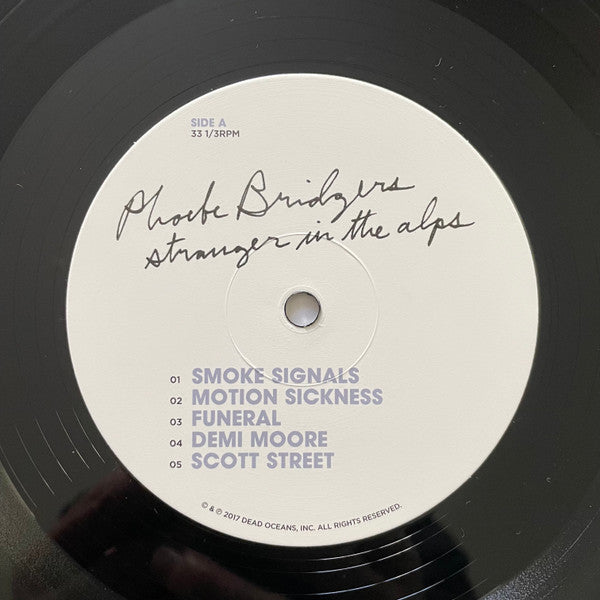 SIDE A
33 1/3RPM
Phoebe Bridgers
stranger in the alps
01 SMOKE SIGNALS
02 MOTION SICKNESS
03 FUNERAL
04 DEMI MOORE
05 SCOTT STREET
© & ℗ 2017 DEAD OCEANS, INC. ALL RIGHTS RESERVED.